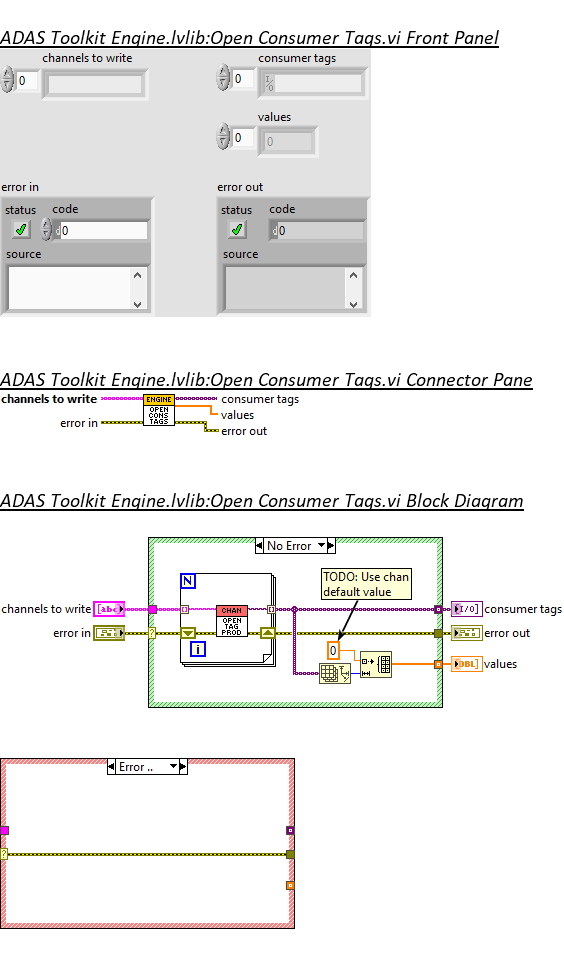 ADAS Toolkit Engine.lvlib:Open Consumer Tags.vi Front Panel
channels to write
consumer tags
0
0
I/O
values
0
0
error in
error out
status code
status code
d0
d0
source
source
ADAS Toolkit Engine.lvlib:Open Consumer Tags.vi Connector Pane
channels to write
ENGINE
OPEN
CONS
TAGS
consumer tags
values
error in
error out
ADAS Toolkit Engine.lvlib:Open Consumer Tags.vi Block Diagram
No Error
N
TODO: Use chan
default value
channels to write
abc
CHAN
OPEN
TAG
PROD
I/O
consumer tags
error in
?
error out
i
0
DBL
values
Error ..
?